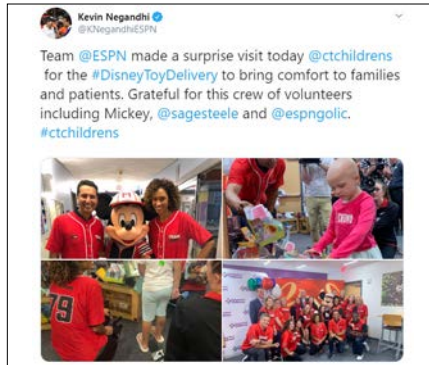 Kevin Negandhi
@KNegandhiESPN
Team @ESPN made a surprise visit today @ctchildrens
for the #DisneyToyDelivery to bring comfort to families
and patients. Grateful for this crew of volunteers
including Mickey, @sagesteele and @espngolic.
#ctchildrens
79